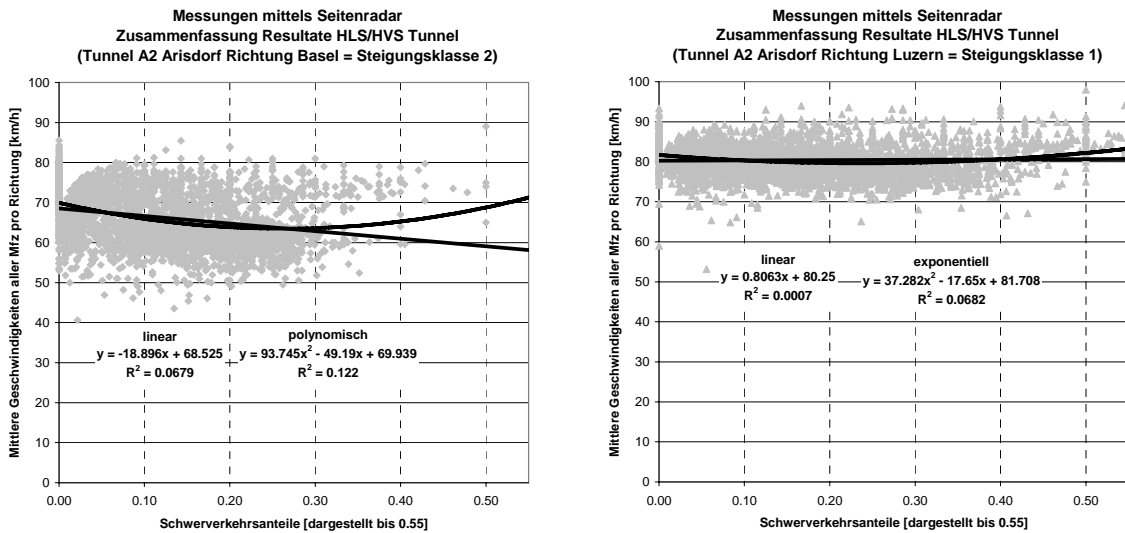 Messungen mittels Seitenradar
Zusammenfassung Resultate HLS/HVS Tunnel
(Tunnel A2 Arisdorf Richtung Basel = Steigungsklasse 2)
Mittlere Geschwindigkeiten aller Mfz pro Richtung [km/h]
100
90
80
70
60
50
40
30
20
10
0
linear
y = -18.896x + 68.525
R² = 0.0679
polynomisch
y = 93.745x² - 49.19x + 69.939
R² = 0.122
0.00 0.10 0.20 0.30 0.40 0.50
Schwerverkehrsanteile [dargestellt bis 0.55]
Messungen mittels Seitenradar
Zusammenfassung Resultate HLS/HVS Tunnel
(Tunnel A2 Arisdorf Richtung Luzern = Steigungsklasse 1)
Mittlere Geschwindigkeiten aller Mfz pro Richtung [km/h]
100
90
80
70
60
50
40
30
20
10
0
linear
y = 0.8063x + 80.25
R² = 0.0007
exponentiell
y = 37.282x² - 17.65x + 81.708
R² = 0.0682
0.00 0.10 0.20 0.30 0.40 0.50
Schwerverkehrsanteile [dargestellt bis 0.55]